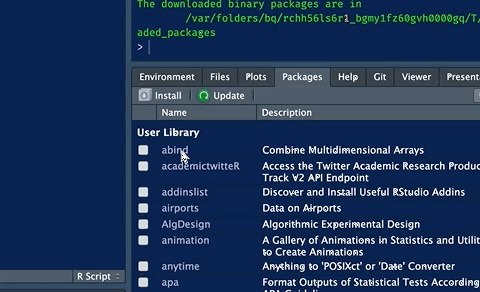 The downloaded binary packages are in
/var/folders/bq/rchh56ls6r1_bgmy1fz60gvh0000gq/T/
aded_packages
>
Environment Files Plots Packages Help Git Viewer Presenta
Install Update
Name Description
User Library
abind Combine Multidimensional Arrays
academictwitteR Access the Twitter Academic Research Produc
Track V2 API Endpoint
addinslist Discover and Install Useful RStudio Addins
airports Data on Airports
AlgDesign Algorithmic Experimental Design
animation A Gallery of Animations in Statistics and Utilit
to Create Animations
anytime Anything to 'POSIXct' or 'Date' Converter
R Script
apa Format Outputs of Statistical Tests According